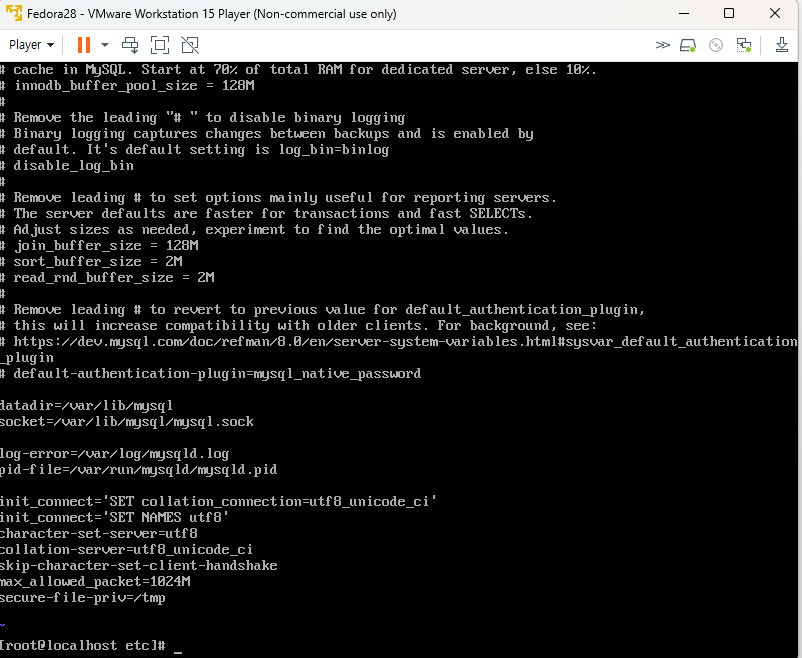 Fedora28 - VMware Workstation 15 Player (Non-commercial use only)
Player
# cache in MySQL. Start at 70% of total RAM for dedicated server, else 10%.
# innodb_buffer_pool_size = 128M
#
# Remove the leading "# " to disable binary logging
# Binary logging captures changes between backups and is enabled by
# default. It's default setting is log_bin=binlog
# disable_log_bin
#
# Remove leading # to set options mainly useful for reporting servers.
# The server defaults are faster for transactions and fast SELECTs.
# Adjust sizes as needed, experiment to find the optimal values.
# join_buffer_size = 128M
# sort_buffer_size = 2M
# read_rnd_buffer_size = 2M
#
# Remove leading # to revert to previous value for default_authentication_plugin,
# this will increase compatibility with older clients. For background, see:
# https://dev.mysql.com/doc/refman/8.0/en/server-system-variables.html#sysvar_default_authentication
_plugin
# default-authentication-plugin=mysql_native_password
datadir=/var/lib/mysql
socket=/var/lib/mysql/mysql.sock
log-error=/var/log/mysqld.log
pid-file=/var/run/mysqld/mysqld.pid
init_connect='SET collation_connection=utf8_unicode_ci'
init_connect='SET NAMES utf8'
character-set-server=utf8
collation-server=utf8_unicode_ci
skip-character-set-client-handshake
max_allowed_packet=1024M
secure-file-priv=/tmp
~
[root@localhost etc]# _